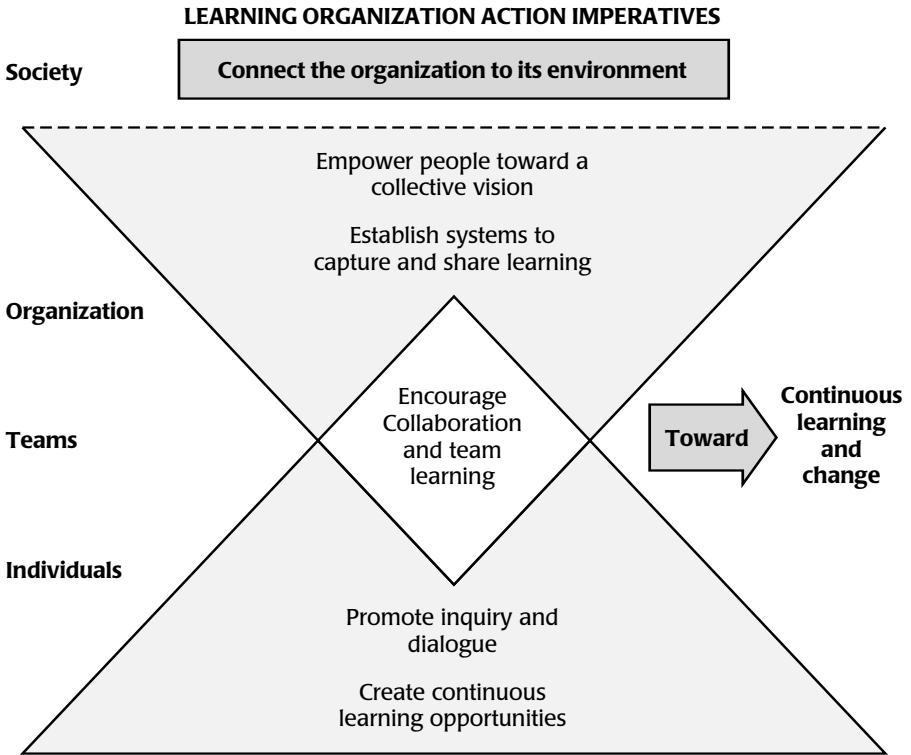 LEARNING ORGANIZATION ACTION IMPERATIVES
Society
Connect the organization to its environment
Empower people toward a
collective vision
Establish systems to
capture and share learning
Organization
Encourage
Collaboration
and team
learning
Teams
Toward
Continuous
learning
and
change
Individuals
Promote inquiry and
dialogue
Create continuous
learning opportunities